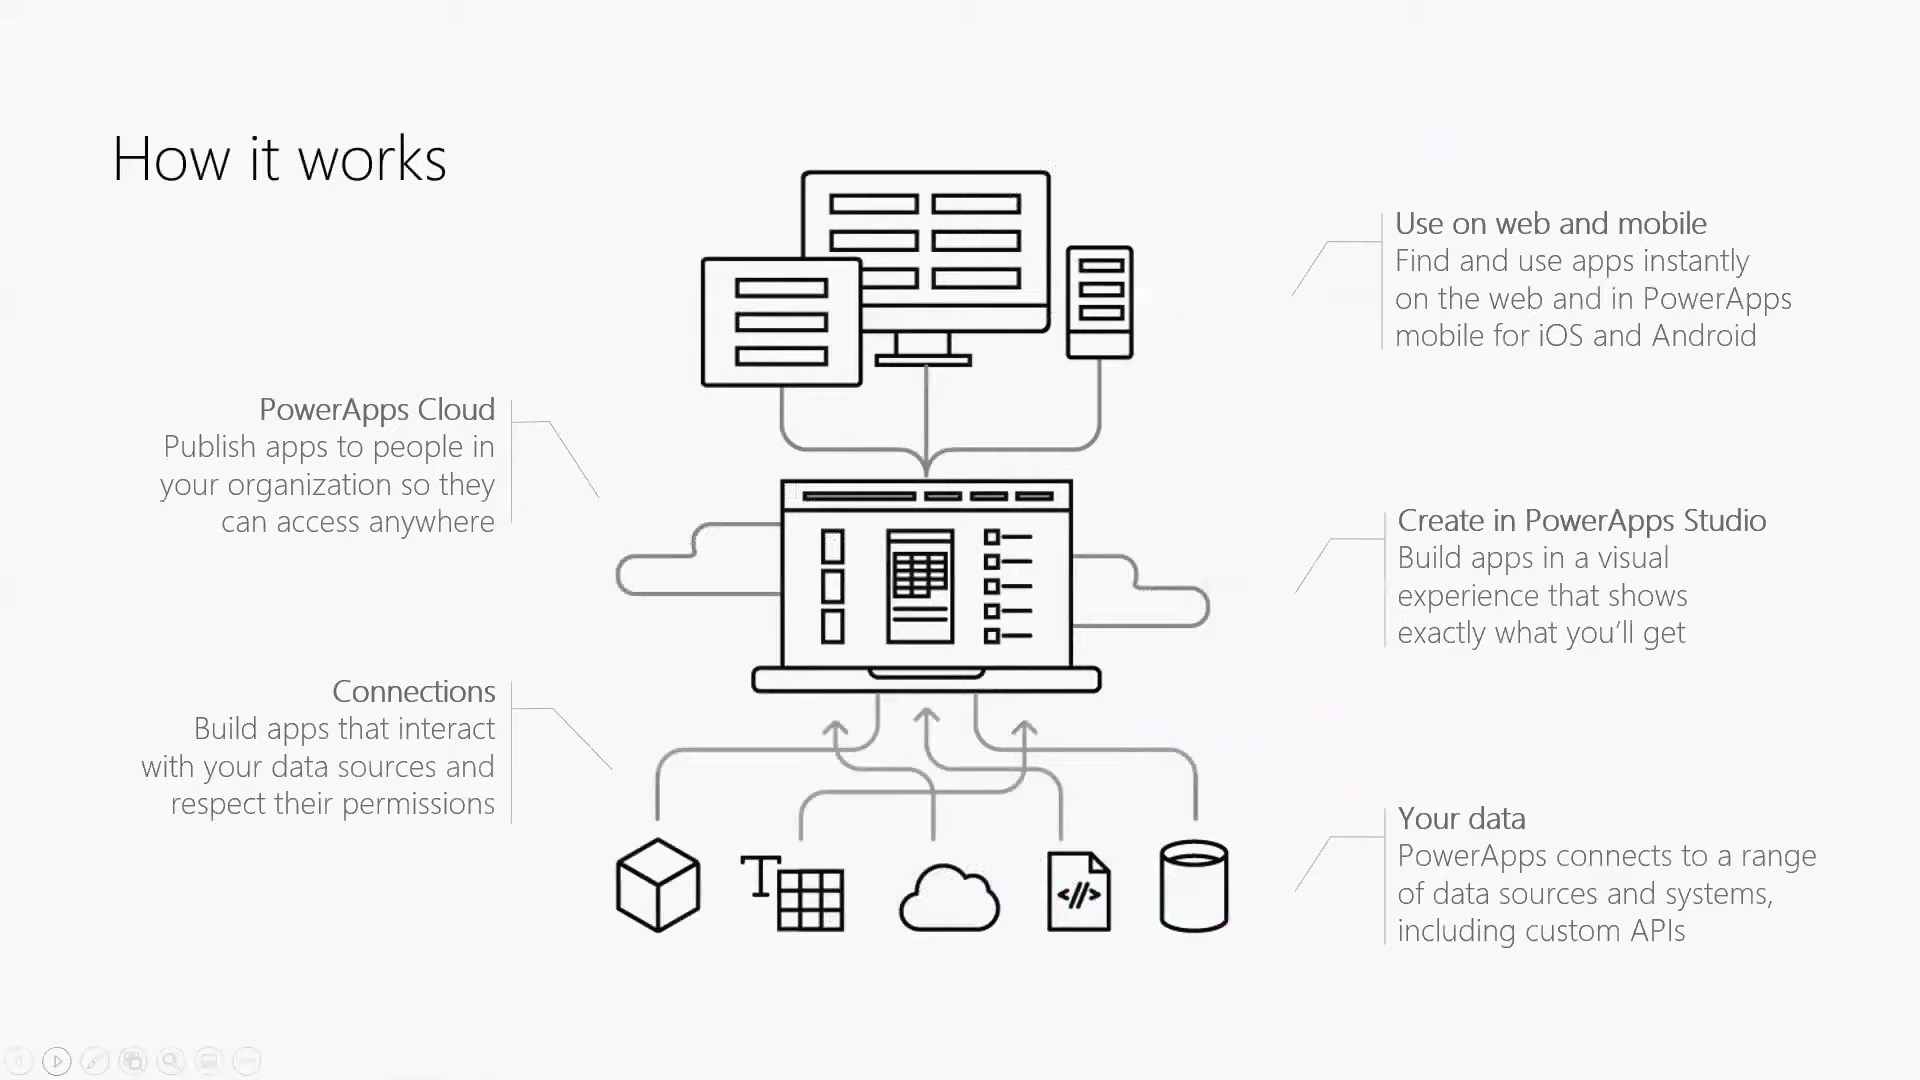 How it works
Use on web and mobile
Find and use apps instantly
on the web and in PowerApps
mobile for iOS and Android
PowerApps Cloud
Publish apps to people in
your organization so they
can access anywhere
Create in PowerApps Studio
Build apps in a visual
experience that shows
exactly what you’ll get
Connections
Build apps that interact
with your data sources and
respect their permissions
Your data
PowerApps connects to a range
of data sources and systems,
including custom APIs
T
<//>